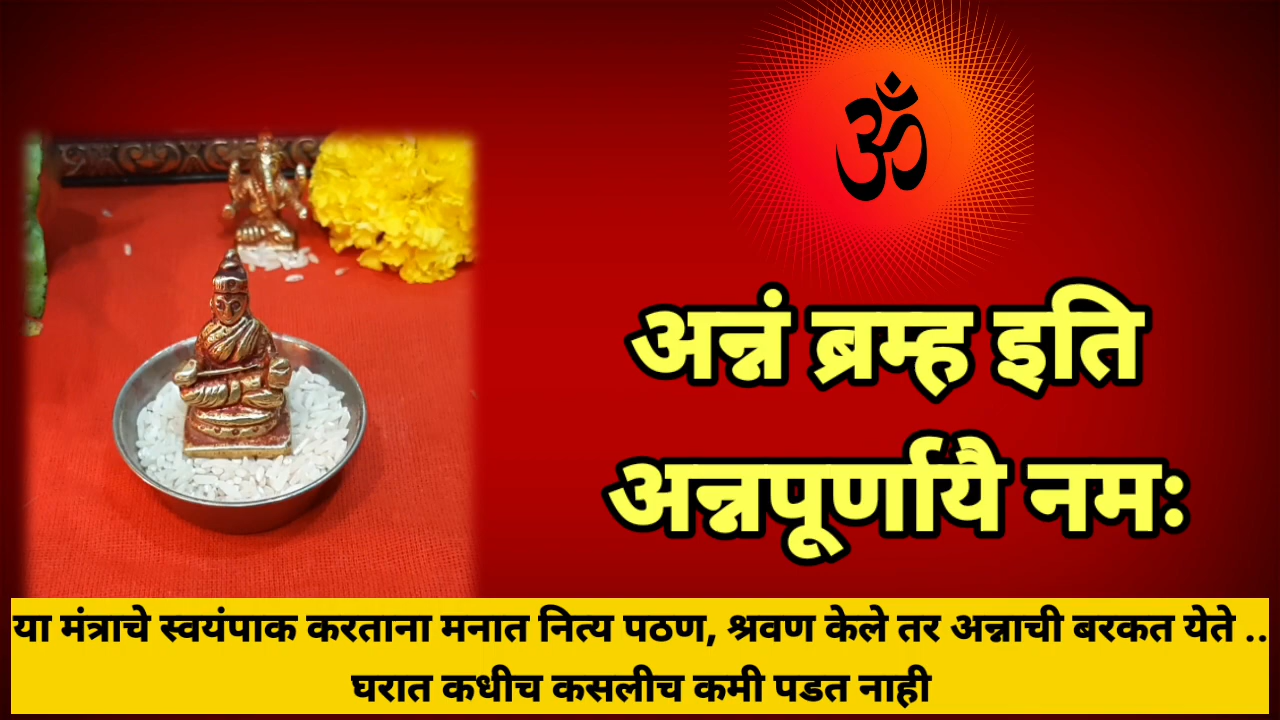 ॐ
अन्नं ब्रम्ह इति
अन्नपूर्णायै नमः
या मंत्राचे स्वयंपाक करताना मनात नित्य पठण, श्रवण केले तर अन्नाची बरकत येते ..
घरात कधीच कसलीच कमी पडत नाही